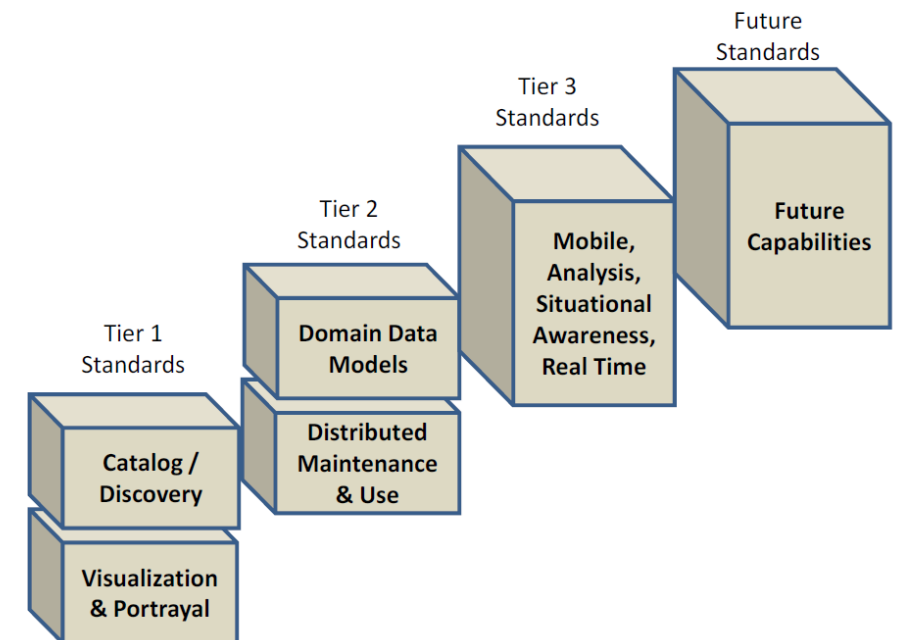 Future
Standards
Future
Capabilities
Tier 3
Standards
Mobile,
Analysis,
Situational
Awareness,
Real Time
Tier 2
Standards
Domain Data
Models
Distributed
Maintenance
& Use
Tier 1
Standards
Catalog /
Discovery
Visualization
& Portrayal